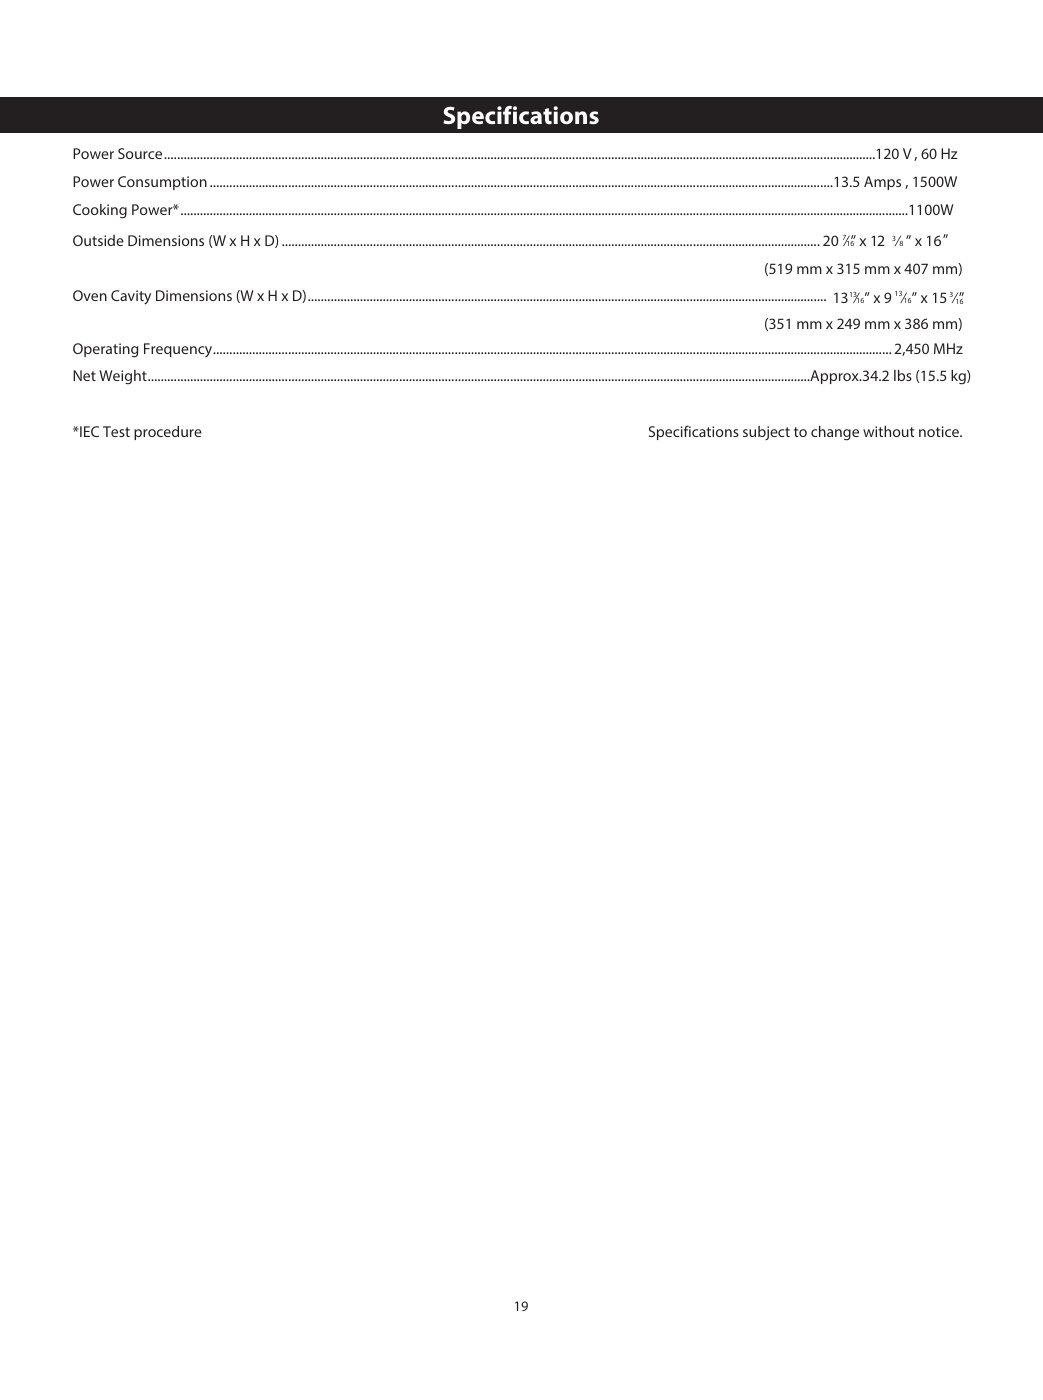 Specifications
Power Source..........120 V , 60 Hz
Power Consumption..........13.5 Amps , 1500W
Cooking Power*..........1100W
Outside Dimensions (W x H x D)..........20 7⁄16” x 12 3⁄8 ” x 16”
(519 mm x 315 mm x 407 mm)
Oven Cavity Dimensions (W x H x D)..........13 13⁄16” x 9 13⁄16” x 15 3⁄16”
(351 mm x 249 mm x 386 mm)
Operating Frequency..........2,450 MHz
Net Weight..........Approx.34.2 lbs (15.5 kg)
*IEC Test procedure Specifications subject to change without notice.
19